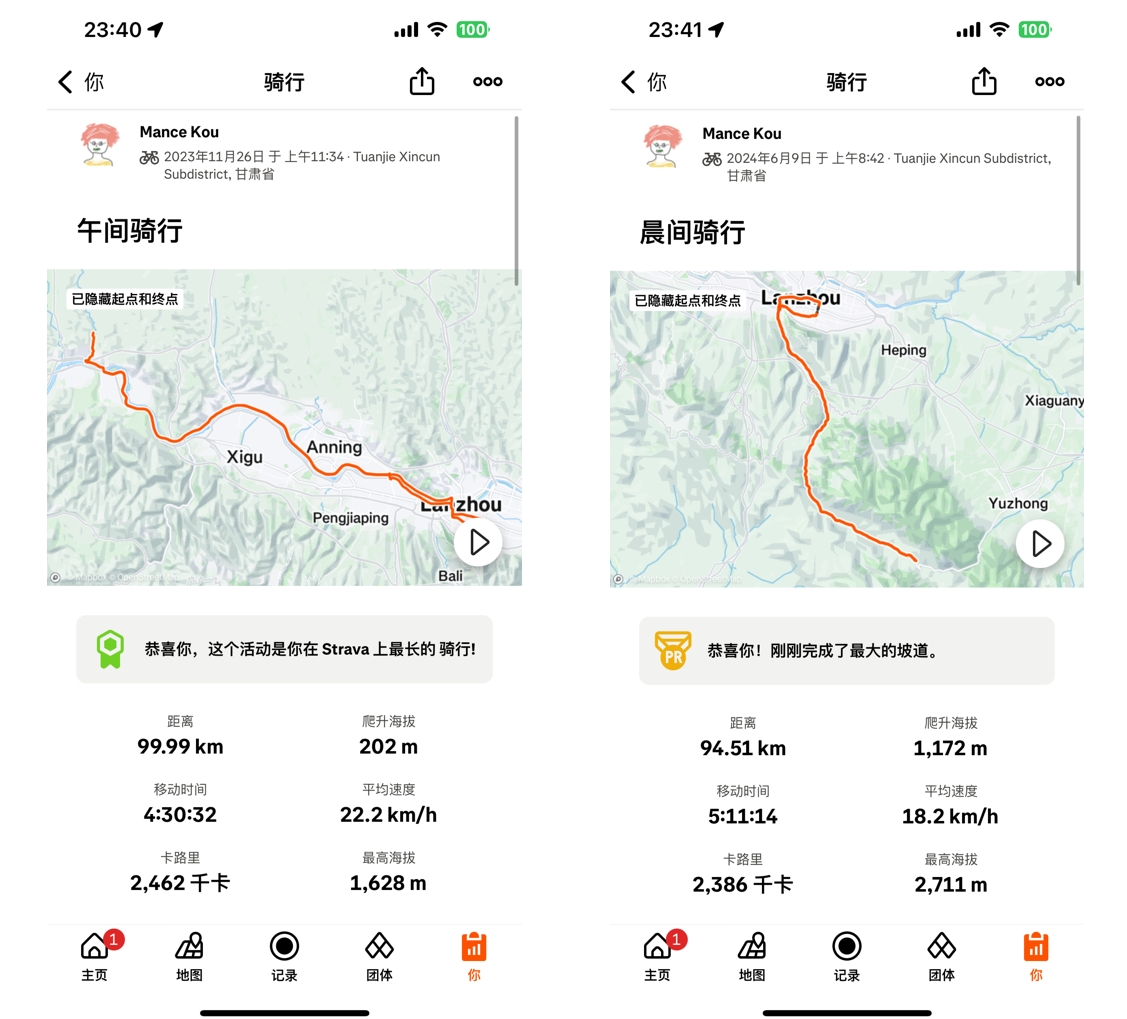 23:40
100
你
骑行
Mance Kou
2023年11月26日 于 上午11:34 · Tuanjie Xincun
Subdistrict, 甘肃省
午间骑行
已隐藏起点和终点
Anning
Xigu
Lanzhou
Pengjiaping
Bali
恭喜你，这个活动是你在 Strava 上最长的 骑行!
距离
爬升海拔
99.99 km
202 m
移动时间
平均速度
4:30:32
22.2 km/h
卡路里
最高海拔
2,462 千卡
1,628 m
1
主页
地图
记录
团体
你
23:41
100
你
骑行
Mance Kou
2024年6月9日 于 上午8:42 · Tuanjie Xincun Subdistrict,
甘肃省
晨间骑行
已隐藏起点和终点
Lanzhou
Heping
Xiaguany
Yuzhong
PR
恭喜你！刚刚完成了最大的坡道。
距离
爬升海拔
94.51 km
1,172 m
移动时间
平均速度
5:11:14
18.2 km/h
卡路里
最高海拔
2,386 千卡
2,711 m
1
主页
地图
记录
团体
你